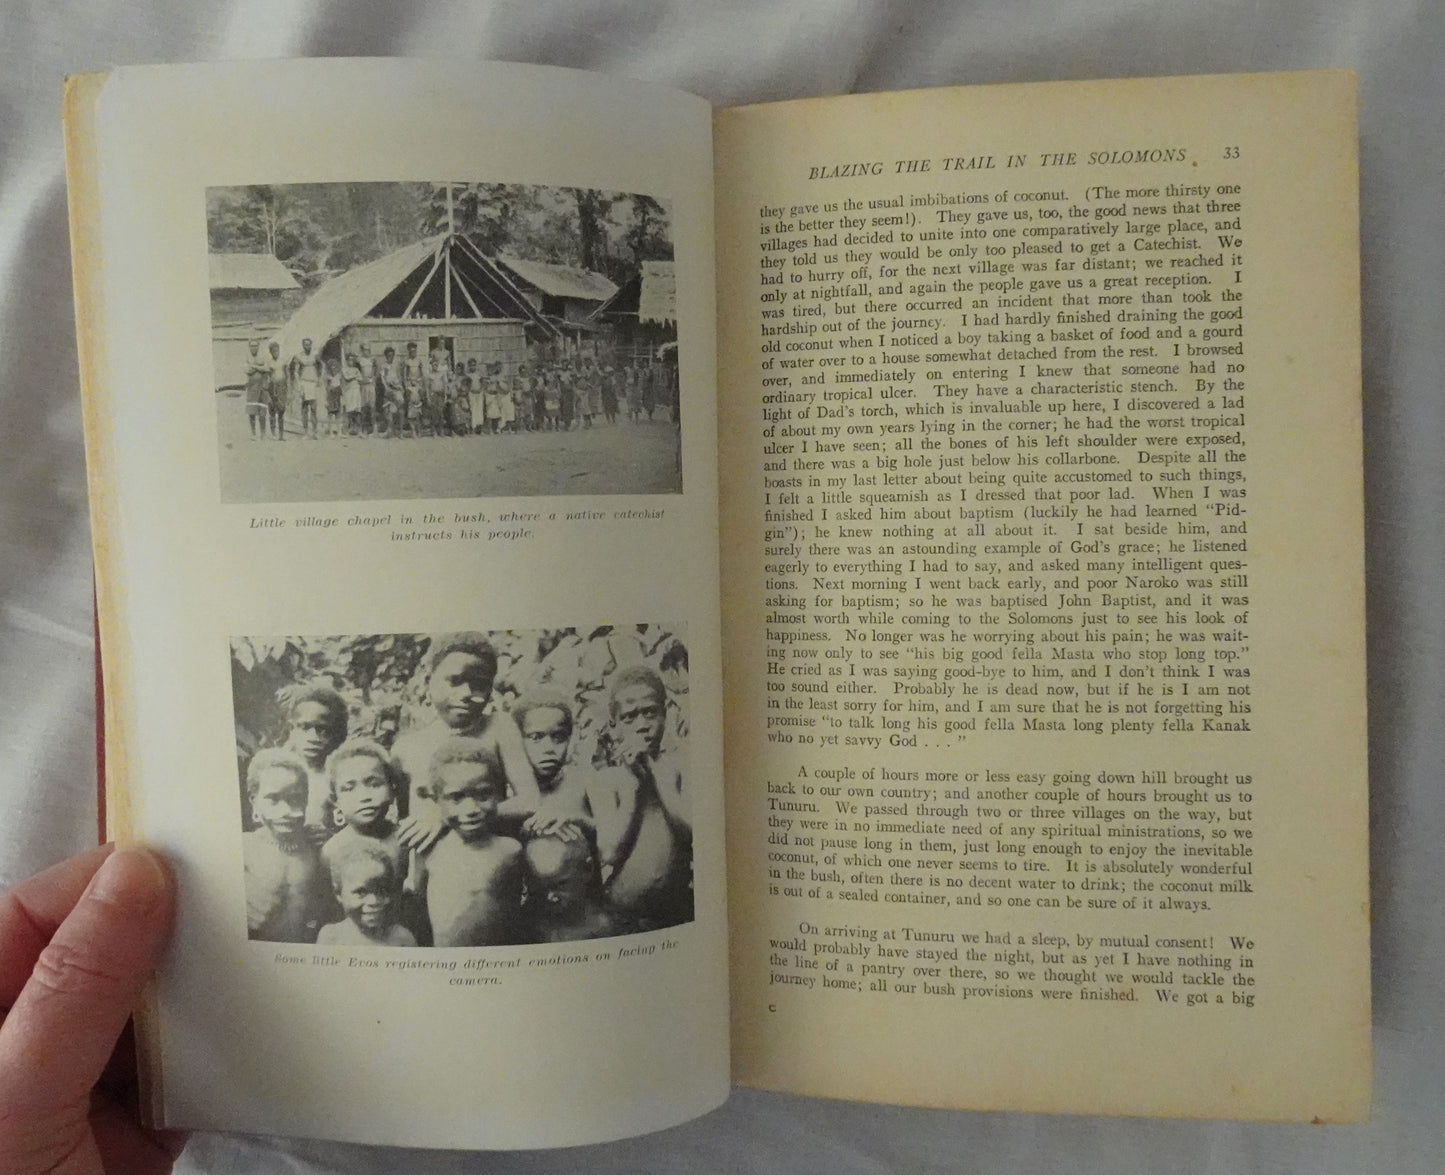 Little village chapel in the bush, where a native catechist
instructs his people.
Some little Ecos registering different emotions on facing the
camera.
BLAZING THE TRAIL IN THE SOLOMONS 33
they gave us the usual imbibations of coconut. (The more thirsty one
is the better they seem!). They gave us, too, the good news that three
villages had decided to unite into one comparatively large place, and
they told us they would be only too pleased to get a Catechist. We
had to hurry off, for the next village was far distant; we reached it
only at nightfall, and again the people gave us a great reception. I
was tired, but there occurred an incident that more than took the
hardship out of the journey. I had hardly finished draining the good
old coconut when I noticed a boy taking a basket of food and a gourd
of water over to a house somewhat detached from the rest. I browsed
over, and immediately on entering I knew that someone had no
ordinary tropical ulcer. They have a characteristic stench. By the
light of Dad's torch, which is invaluable up here, I discovered a lad
of about my own years lying in the corner; he had the worst tropical
ulcer I have seen; all the bones of his left shoulder were exposed,
and there was a big hole just below his collarbone. Despite all the
boasts in my last letter about being quite accustomed to such things,
I felt a little squeamish as I dressed that poor lad. When I was
finished I asked him about baptism (luckily he had learned "Pid-
gin"); he knew nothing at all about it. I sat beside him, and
surely there was an astounding example of God's grace; he listened
eagerly to everything I had to say, and asked many intelligent ques-
tions. Next morning I went back early, and poor Naroko was still
asking for baptism; so he was baptised John Baptist, and it was
almost worth while coming to the Solomons just to see his look of
happiness. No longer was he worrying about his pain; he was wait-
ing now only to see "his big good fella Masta who stop long top."
He cried as I was saying good-bye to him, and I don't think I was
too sound either. Probably he is dead now, but if he is I am not
in the least sorry for him, and I am sure that he is not forgetting his
promise "to talk long his good fella Masta long plenty fella Kanak
who no yet savvy God . . . "
A couple of hours more or less easy going down hill brought us
back to our own country; and another couple of hours brought us to
Tunuru. We passed through two or three villages on the way, but
they were in no immediate need of any spiritual ministrations, so we
did not pause long in them, just long enough to enjoy the inevitable
coconut, of which one never seems to tire. It is absolutely wonderful
in the bush, often there is no decent water to drink; the coconut milk
is out of a sealed container, and so one can be sure of it always.
On arriving at Tunuru we had a sleep, by mutual consent! We
would probably have stayed the night, but as yet I have nothing in
the line of a pantry over there, so we thought we would tackle the
journey home; all our bush provisions were finished. We got a big
C